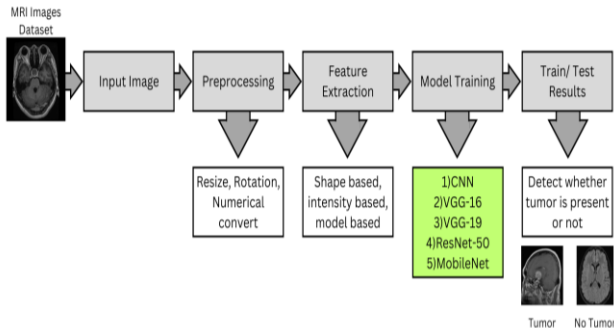 MRI Images
Dataset
Input Image
Preprocessing
Feature
Extraction
Model Training
Train/ Test
Results
Resize, Rotation,
Numerical
convert
Shape based,
intensity based,
model based
1)CNN
2)VGG-16
3)VGG-19
4)ResNet-50
5)MobileNet
Detect whether
tumor is present
or not
Tumor
No Tumor